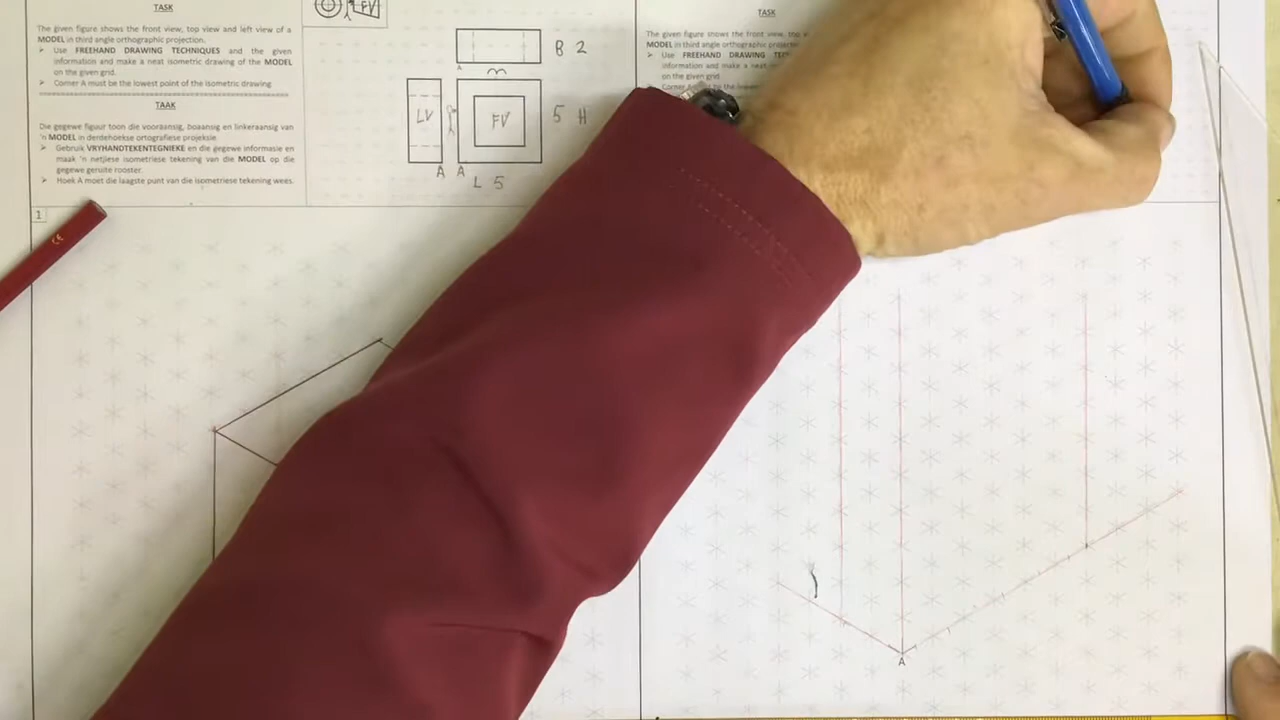 TASK
The given figure shows the front view, top view and left view of a
MODEL in third angle orthographic projection.
➤ Use FREEHAND DRAWING TECHNIQUES and the given
information and make a neat isometric drawing of the MODEL
on the given grid.
➤ Corner A must be the lowest point of the isometric drawing
TAAK
Die gegewe figuur toon die vooraansig, boaansig en linkeraansig van
'n MODEL in derdehoekse ortografiese projeksie.
➤ Gebruik VRYHANDTEKENTEGNIEKE en die gegewe informasie en
maak 'n netjiese isometriese tekening van die MODEL op die
gegewe geruite rooster.
➤ Hoek A moet die laagste punt van die isometriese tekening wees.
FV
B 2
A
LV
FV
5 H
A A
L 5
TASK
The given figure shows the front view, top
MODEL in third angle orthographic
➤ Use FREEHAND DRAWING
information and make a neat
on the given grid.
Corner A
1
A